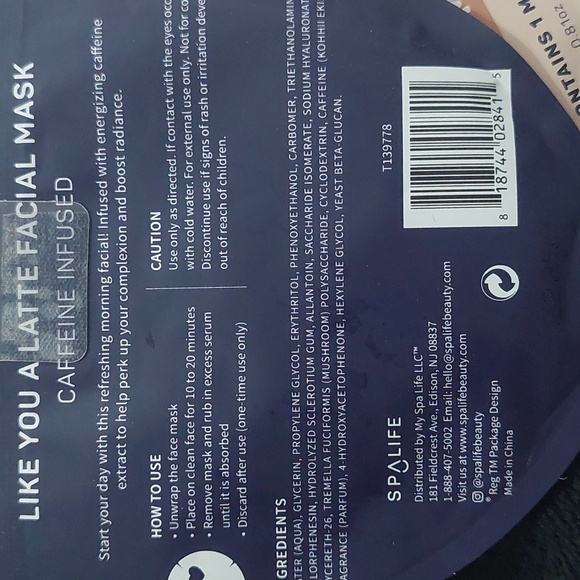 LIKE YOU A LATTE FACIAL MASK
CAFFEINE INFUSED
Start your day with this refreshing morning facial! Infused with energizing caffeine
extract to help perk up your complexion and boost radiance.
HOW TO USE
• Unwrap the face mask
• Place on clean face for 10 to 20 minutes
• Remove mask and rub in excess serum
until it is absorbed
• Discard after use (one-time use only)
CAUTION
Use only as directed. If contact with the eyes occ
with cold water. For external use only. Not for co
Discontinue use if signs of rash or irritation deve
out of reach of children.
GREDIENTS
TER (AQUA), GLYCERIN, PROPYLENE GLYCOL, ERYTHRITOL, PHENOXYETHANOL, CARBOMER, TRIETHANOLAMIN
LORPHENESIN, HYDROLYZED SCLEROTIUM GUM, ALLANTOIN, SACCHARIDE ISOMERATE, SODIUM HYALURONAT
YCERETH-26, TREMELLA FUCIFORMIS (MUSHROOM) POLYSACCHARIDE, CYCLODEXTRIN, CAFFEINE (KOHHII EKI
AGRANCE (PARFUM), 4-HYDROXYACETOPHENONE, HEXYLENE GLYCOL, YEAST BETA-GLUCAN.
SPALIFE
Distributed by My Spa Life LLC™
181 Fieldcrest Ave., Edison, NJ 08837
1-888-407-5002 Email: hello@spalifebeauty.com
Visit us at www.spalifebeauty.com
@spalifebeauty
® Reg TM Package Design
Made in China
T139778
8 18744 02841 5
ONTAINS 1 M
0.81oz